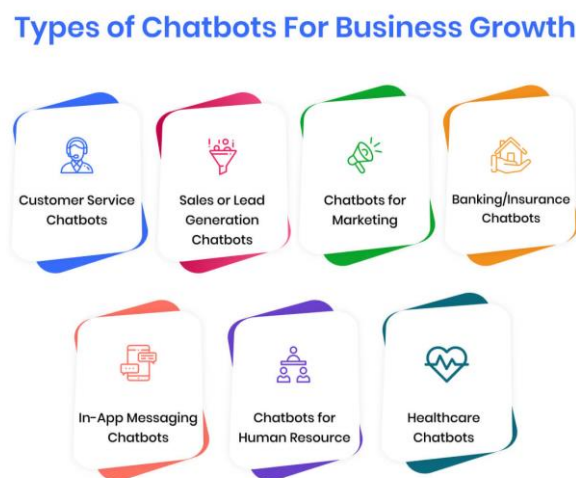 Types of Chatbots For Business Growth
Customer Service
Chatbots
Sales or Lead
Generation
Chatbots
Chatbots for
Marketing
Banking/Insurance
Chatbots
In-App Messaging
Chatbots
Chatbots for
Human Resource
Healthcare
Chatbots